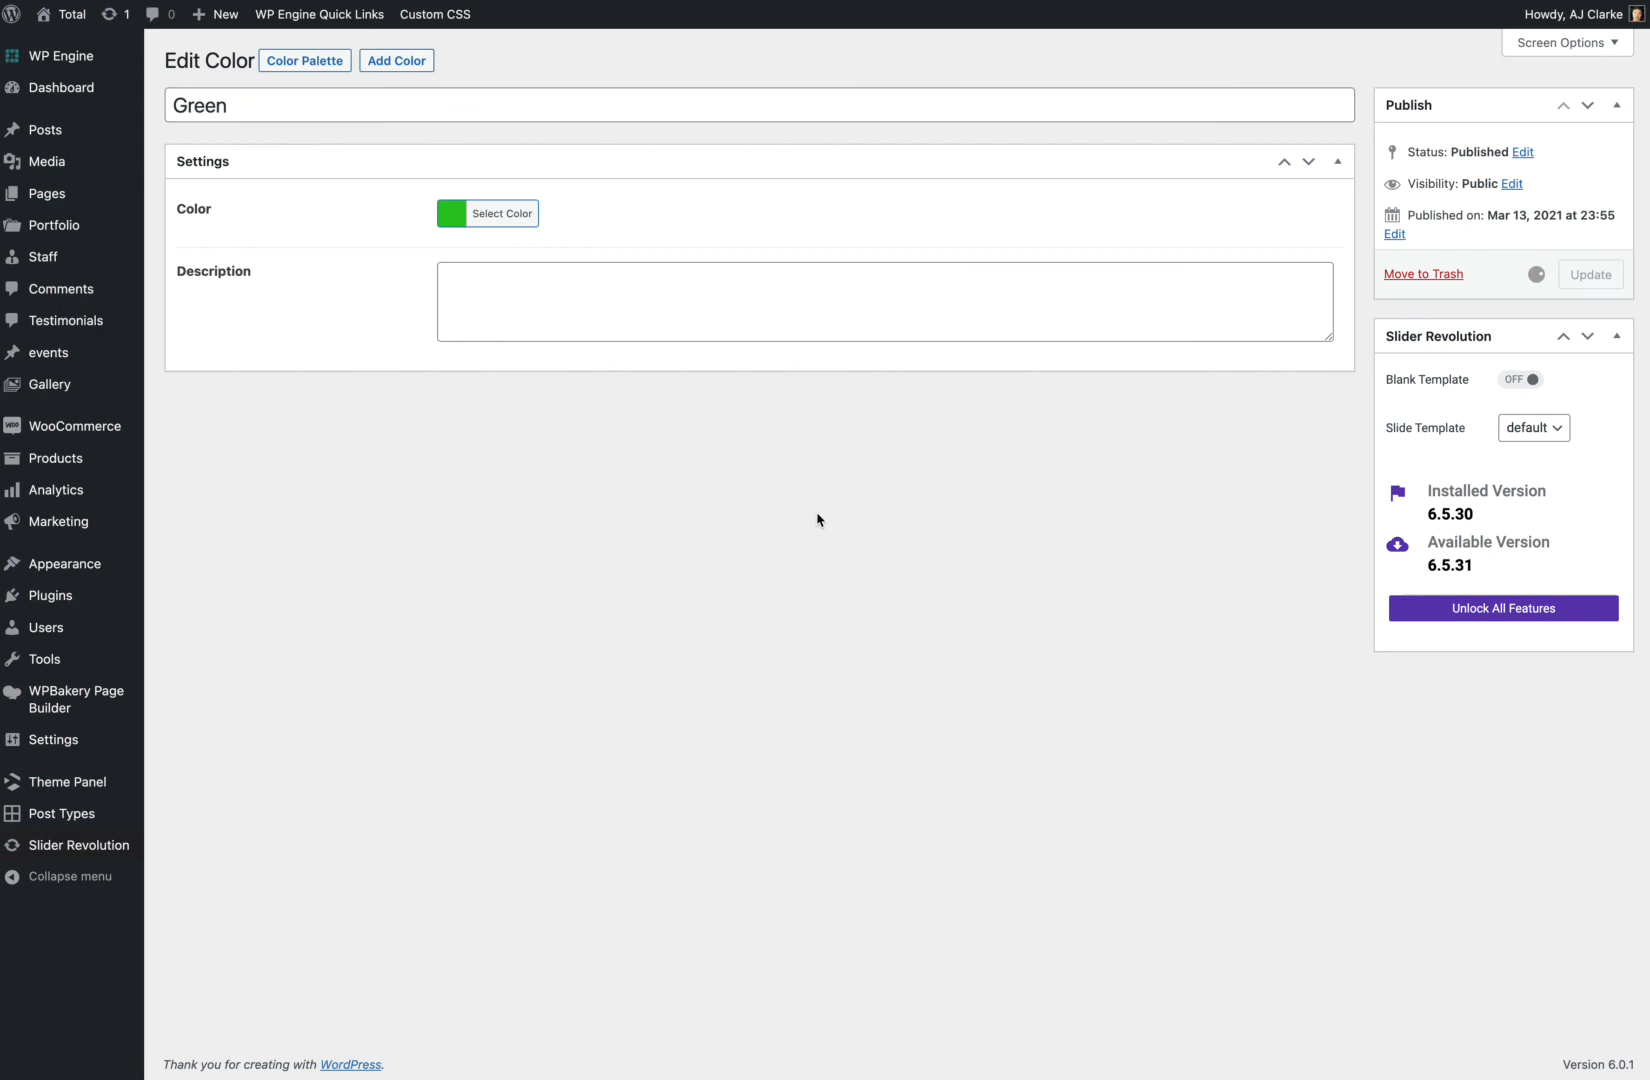 Total
1
0
New
WP Engine Quick Links
Custom CSS
Howdy, AJ Clarke
Screen Options
WP Engine
Dashboard
Posts
Media
Pages
Portfolio
Staff
Comments
Testimonials
events
Gallery
WooCommerce
Products
Analytics
Marketing
Appearance
Plugins
Users
Tools
WPBakery Page
Builder
Settings
Theme Panel
Post Types
Slider Revolution
Collapse menu
Edit Color
Color Palette
Add Color
Green
Settings
Color
Select Color
Description
Publish
Status: Published Edit
Visibility: Public Edit
Published on: Mar 13, 2021 at 23:55
Edit
Move to Trash
Update
Slider Revolution
Blank Template
OFF
Slide Template
default
Installed Version
6.5.30
Available Version
6.5.31
Unlock All Features
Thank you for creating with WordPress.
Version 6.0.1